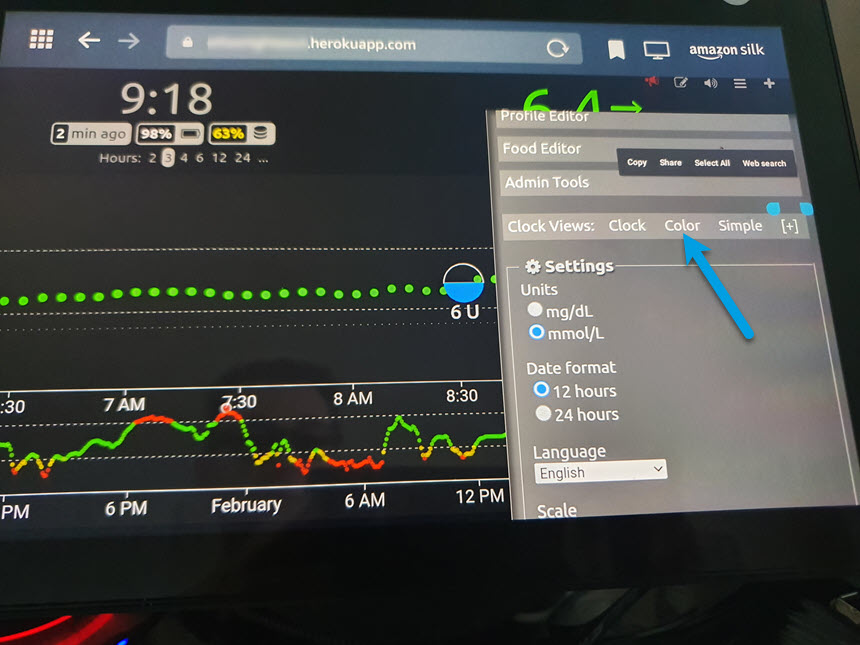 .herokuapp.com
amazon silk
9:18
2 min ago 98% 63%
Hours: 2 3 4 6 12 24 ...
6.4→
Profile Editor
Food Editor
Copy Share Select All Web search
Admin Tools
Clock Views: Clock Color Simple [+]
Settings
Units
mg/dL
mmol/L
6 U
Date format
12 hours
24 hours
:30 7 AM 7:30 8 AM 8:30
Language
English
PM 6 PM February 6 AM 12 PM
Scale